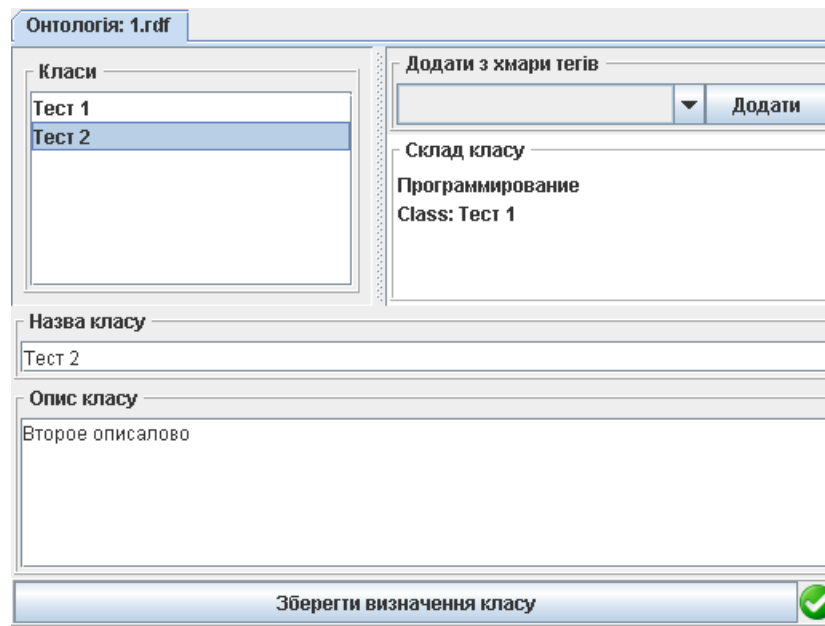 Онтологія: 1.rdf
Класи
Тест 1
Тест 2
Додати з хмари тегів
Додати
Склад класу
Программирование
Class: Тест 1
Назва класу
Тест 2
Опис класу
Второе описалово
Зберегти визначення класу